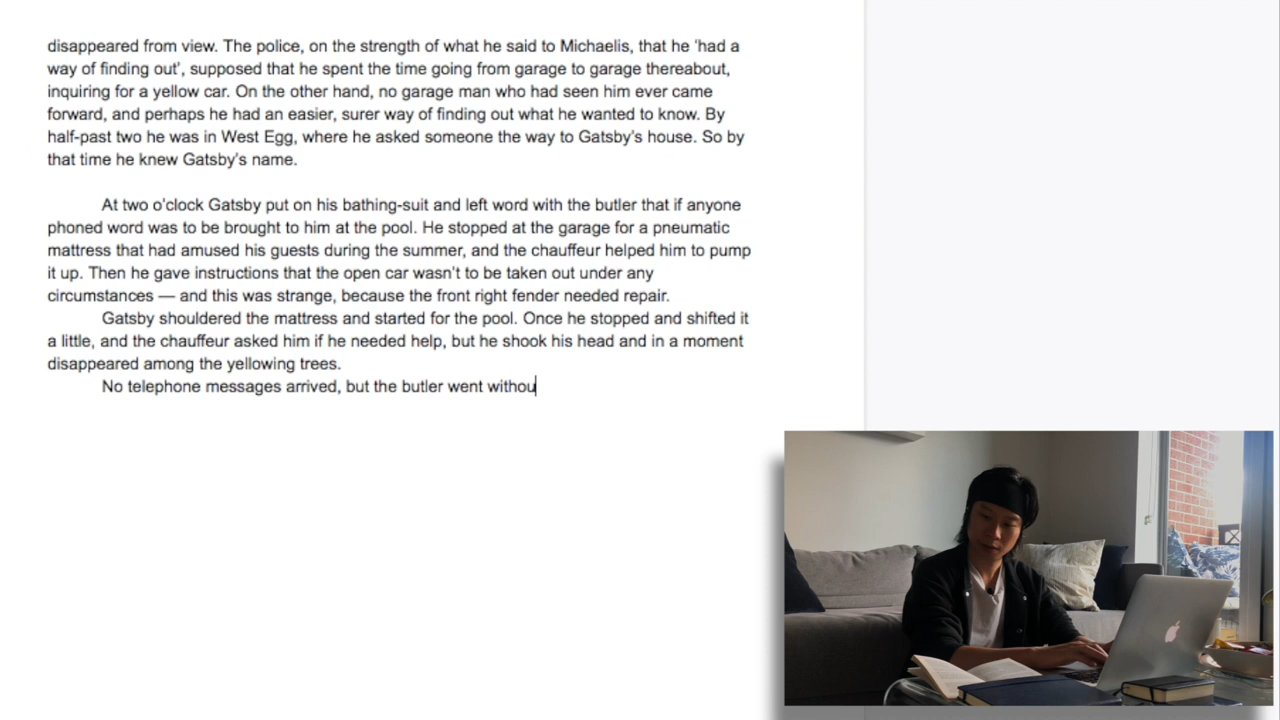 disappeared from view. The police, on the strength of what he said to Michaelis, that he 'had a
way of finding out', supposed that he spent the time going from garage to garage thereabout,
inquiring for a yellow car. On the other hand, no garage man who had seen him ever came
forward, and perhaps he had an easier, surer way of finding out what he wanted to know. By
half-past two he was in West Egg, where he asked someone the way to Gatsby's house. So by
that time he knew Gatsby's name.
At two o'clock Gatsby put on his bathing-suit and left word with the butler that if anyone
phoned word was to be brought to him at the pool. He stopped at the garage for a pneumatic
mattress that had amused his guests during the summer, and the chauffeur helped him to pump
it up. Then he gave instructions that the open car wasn't to be taken out under any
circumstances — and this was strange, because the front right fender needed repair.
Gatsby shouldered the mattress and started for the pool. Once he stopped and shifted it
a little, and the chauffeur asked him if he needed help, but he shook his head and in a moment
disappeared among the yellowing trees.
No telephone messages arrived, but the butler went withou